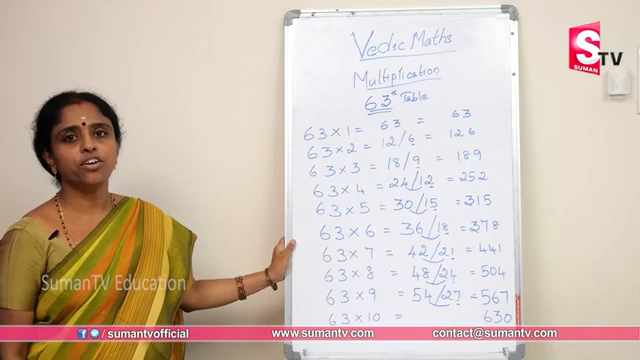 Vedic Maths
Multiplication
63rd Table
63 × 1 = 63 = 63
63 × 2 = 12/6 = 126
63 × 3 = 18/9 = 189
63 × 4 = 24/12 = 252
63 × 5 = 30/15 = 315
63 × 6 = 36/18 = 378
63 × 7 = 42/21 = 441
63 × 8 = 48/24 = 504
63 × 9 = 54/27 = 567
63 × 10 = 630
S TV
SUMAN
SumanTV Education
/sumantvofficial www.sumantv.com contact@sumantv.com